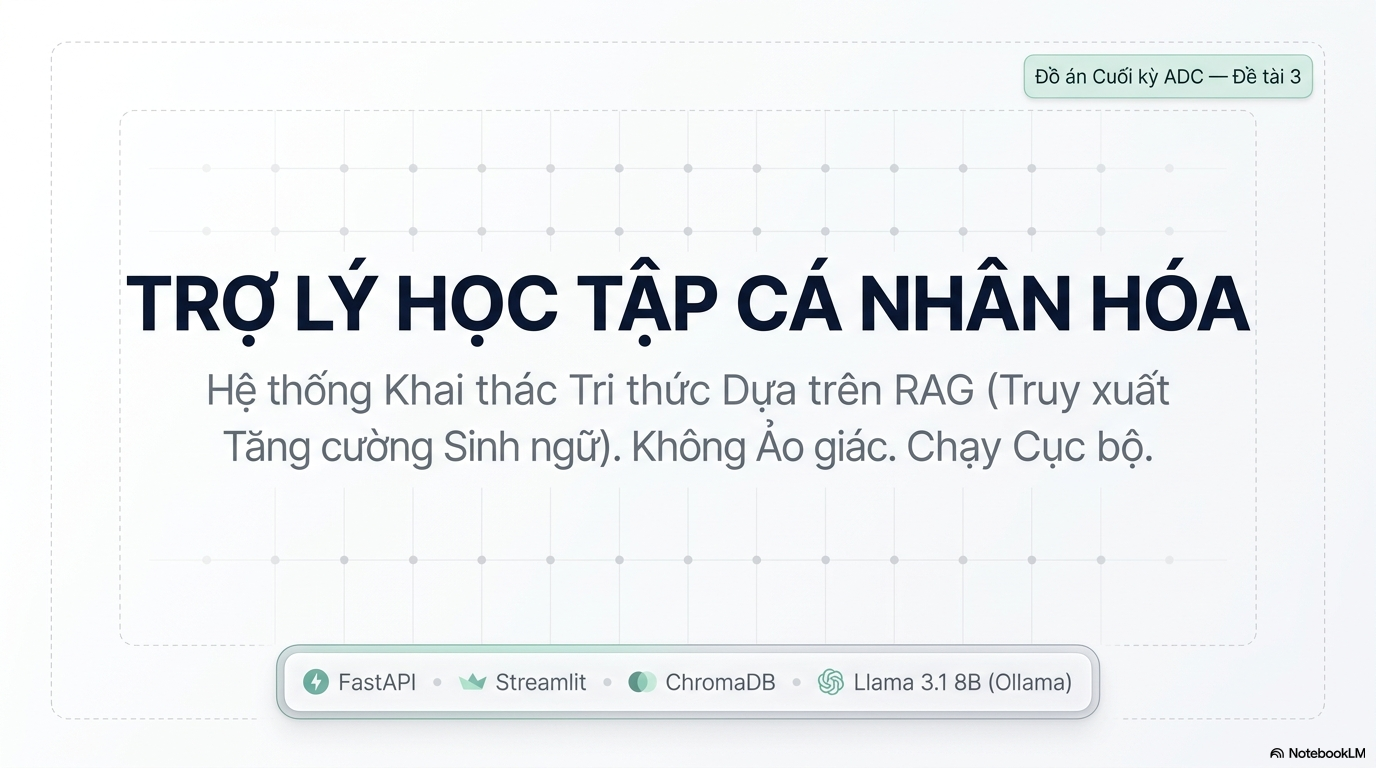 Đồ án Cuối kỳ ADC — Đề tài 3
TRỢ LÝ HỌC TẬP CÁ NHÂN HÓA
Hệ thống Khai thác Tri thức Dựa trên RAG (Truy xuất
Tăng cường Sinh ngữ). Không Ảo giác. Chạy Cục bộ.
FastAPI • Streamlit • ChromaDB • Llama 3.1 8B (Ollama)
NotebookLM